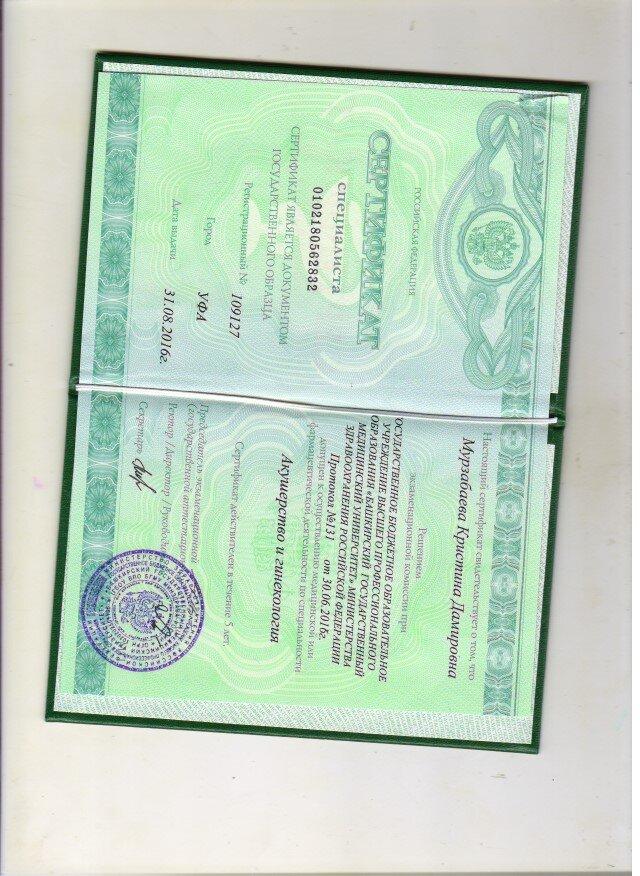 РОССИЙСКАЯ ФЕДЕРАЦИЯ
СЕРТИФИКАТ
специалиста
0102180562832
СЕРТИФИКАТ ЯВЛЯЕТСЯ ДОКУМЕНТОМ
ГОСУДАРСТВЕННОГО ОБРАЗЦА
Регистрационный № 109127
Город УФА
Дата выдачи 31.08.2016г.
Настоящий сертификат свидетельствует о том, что
Мурзабаева Кристина Дамировна
Решением
экзаменационной комиссии при
ГОСУДАРСТВЕННОЕ БЮДЖЕТНОЕ ОБРАЗОВАТЕЛЬНОЕ
УЧРЕЖДЕНИЕ ВЫСШЕГО ПРОФЕССИОНАЛЬНОГО
ОБРАЗОВАНИЯ «БАШКИРСКИЙ ГОСУДАРСТВЕННЫЙ
МЕДИЦИНСКИЙ УНИВЕРСИТЕТ» МИНИСТЕРСТВА
ЗДРАВООХРАНЕНИЯ РОССИЙСКОЙ ФЕДЕРАЦИИ
Протокол №131 от 30.06.2016г.
допущен к осуществлению медицинской или
фармацевтической деятельности по специальности
Акушерство и гинекология
Сертификат действителен в течение 5 лет.
Председатель экзаменационной
(государственной аттестационной
Ректор (Директор, Руководитель
Секретарь